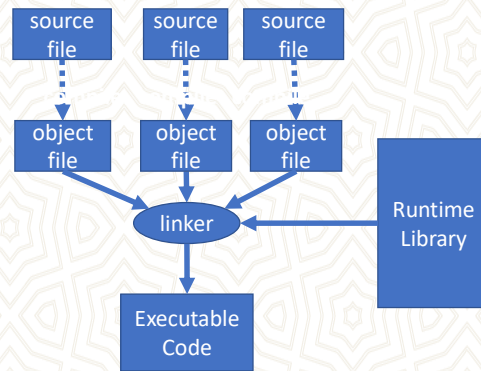 source
file
source
file
source
file
object
file
object
file
object
file
linker
Runtime
Library
Executable
Code